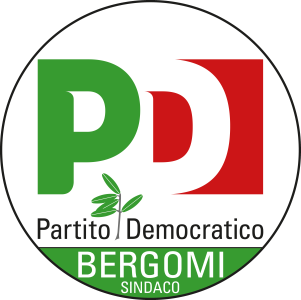 PD
Partito Democratico
BERGOMI
SINDACO